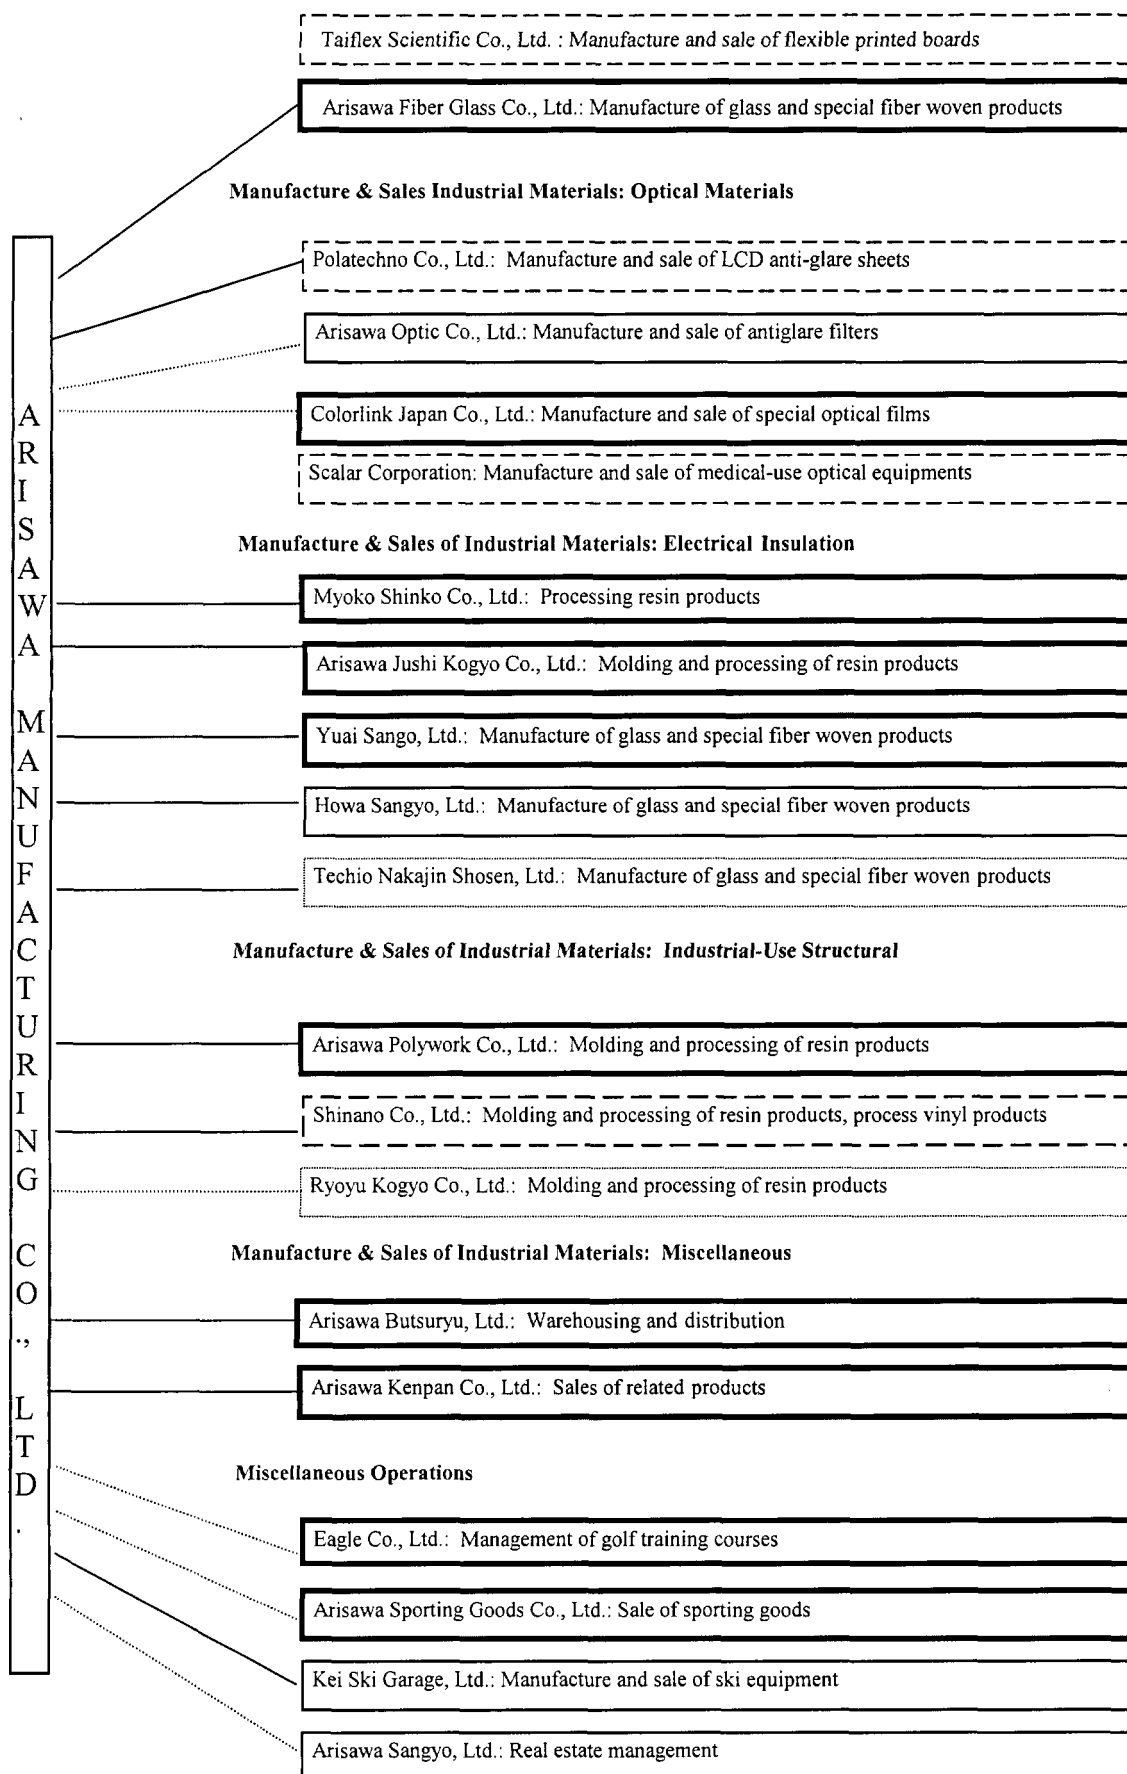 Taiflex Scientific Co., Ltd. : Manufacture and sale of flexible printed boards
Arisawa Fiber Glass Co., Ltd.: Manufacture of glass and special fiber woven products
Manufacture & Sales Industrial Materials: Optical Materials
Polatechno Co., Ltd.: Manufacture and sale of LCD anti-glare sheets
Arisawa Optic Co., Ltd.: Manufacture and sale of antiglare filters
Colorlink Japan Co., Ltd.: Manufacture and sale of special optical films
Scalar Corporation: Manufacture and sale of medical-use optical equipments
Manufacture & Sales of Industrial Materials: Electrical Insulation
Myoko Shinko Co., Ltd.: Processing resin products
Arisawa Jushi Kogyo Co., Ltd.: Molding and processing of resin products
Yuai Sango, Ltd.: Manufacture of glass and special fiber woven products
Howa Sangyo, Ltd.: Manufacture of glass and special fiber woven products
Techio Nakajin Shosen, Ltd.: Manufacture of glass and special fiber woven products
Manufacture & Sales of Industrial Materials: Industrial-Use Structural
Arisawa Polywork Co., Ltd.: Molding and processing of resin products
Shinano Co., Ltd.: Molding and processing of resin products, process vinyl products
Ryoyu Kogyo Co., Ltd.: Molding and processing of resin products
Manufacture & Sales of Industrial Materials: Miscellaneous
Arisawa Butsuryu, Ltd.: Warehousing and distribution
Arisawa Kenpan Co., Ltd.: Sales of related products
Miscellaneous Operations
Eagle Co., Ltd.: Management of golf training courses
Arisawa Sporting Goods Co., Ltd.: Sale of sporting goods
Kei Ski Garage, Ltd.: Manufacture and sale of ski equipment
Arisawa Sangyo, Ltd.: Real estate management
ARISAWA MANUFACTURING CO., LTD.